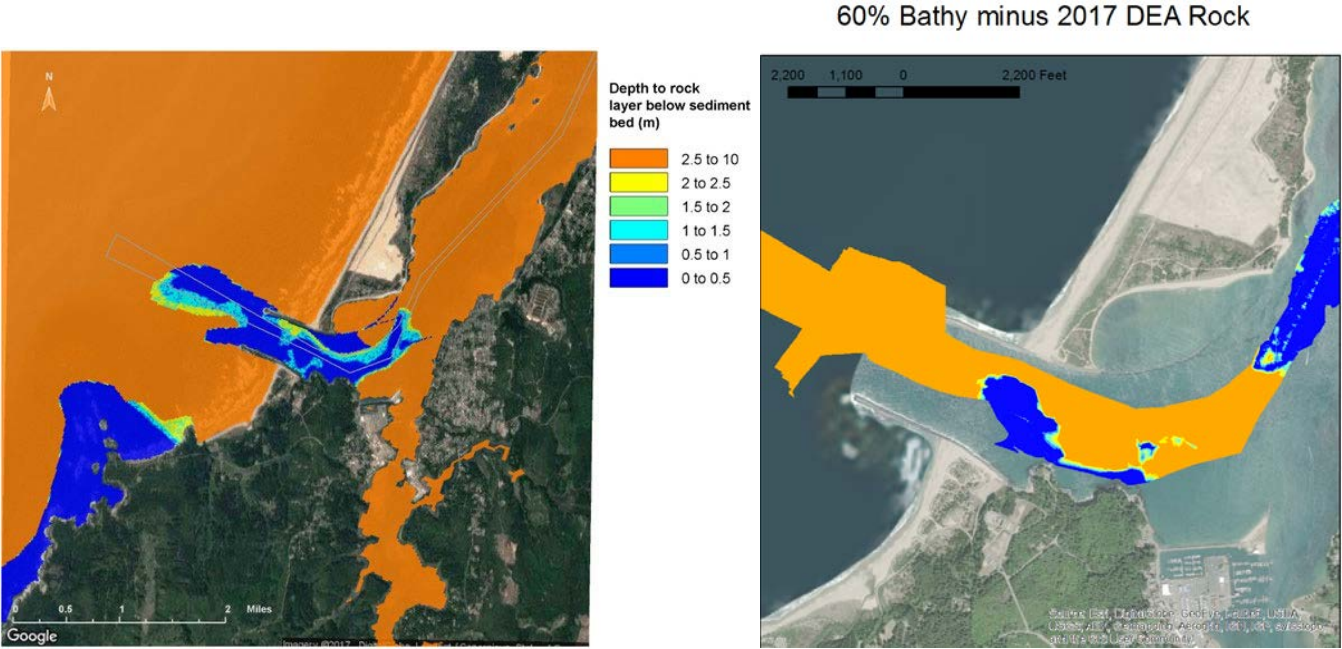 60% Bathy minus 2017 DEA Rock
N
Depth to rock
layer below sediment
bed (m)
2.5 to 10
2 to 2.5
1.5 to 2
1 to 1.5
0.5 to 1
0 to 0.5
0 0.5 1 2 Miles
Google
Imagery ©2017
2,200 1,100 0 2,200 Feet